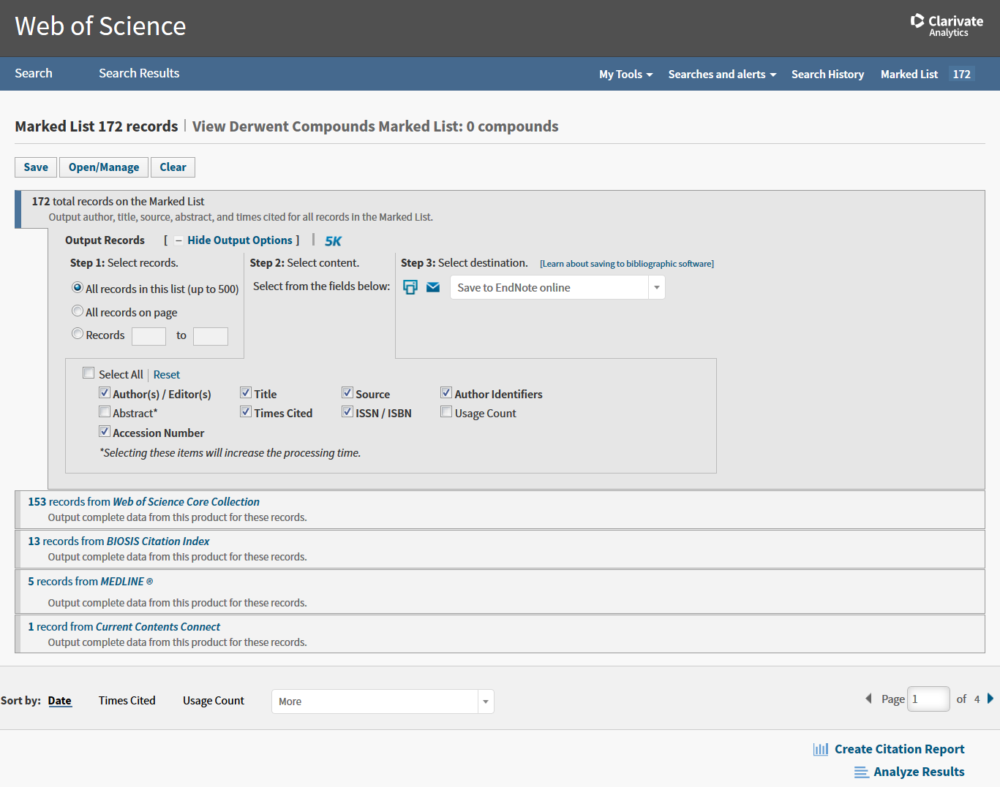 Web of Science
Clarivate
Analytics
Search Search Results My Tools Searches and alerts Search History Marked List 172
Marked List 172 records | View Derwent Compounds Marked List: 0 compounds
Save Open/Manage Clear
172 total records on the Marked List
Output author, title, source, abstract, and times cited for all records in the Marked List.
Output Records [ – Hide Output Options ] | 5K
Step 1: Select records. Step 2: Select content. Step 3: Select destination. [Learn about saving to bibliographic software]
All records in this list (up to 500) Select from the fields below: Save to EndNote online
All records on page
Records to
Select All | Reset
Author(s) / Editor(s) Title Source Author Identifiers
Abstract* Times Cited ISSN / ISBN Usage Count
Accession Number
*Selecting these items will increase the processing time.
153 records from Web of Science Core Collection
Output complete data from this product for these records.
13 records from BIOSIS Citation Index
Output complete data from this product for these records.
5 records from MEDLINE ®
Output complete data from this product for these records.
1 record from Current Contents Connect
Output complete data from this product for these records.
Sort by: Date Times Cited Usage Count More Page 1 of 4
Create Citation Report
Analyze Results